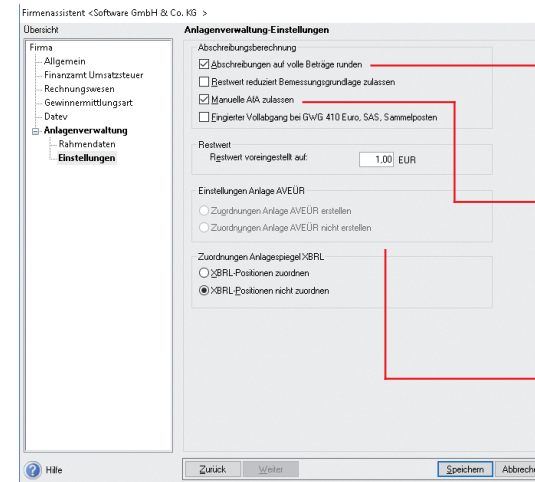 Firmenassistent <Software GmbH & Co. KG >
Übersicht
Firma
Allgemein
Finanzamt Umsatzsteuer
Rechnungswesen
Gewinnermittlungsart
Datev
Anlagenverwaltung
Rahmendaten
Einstellungen
Anlagenverwaltung-Einstellungen
Abschreibungsberechnung
Abschreibungen auf volle Beträge runden
Restwert reduziert Bemessungsgrundlage zulassen
Manuelle AfA zulassen
Fingierter Vollabgang bei GWG 410 Euro, SAS, Sammelposten
Restwert
Restwert voreingestellt auf: 1,00 EUR
Einstellungen Anlage AVEÜR
Zuordnungen Anlage AVEÜR erstellen
Zuordnungen Anlage AVEÜR nicht erstellen
Zuordnungen Anlagespiegel XBRL
XBRL-Positionen zuordnen
XBRL-Positionen nicht zuordnen
Hilfe
Zurück Weiter Speichern Abbreche